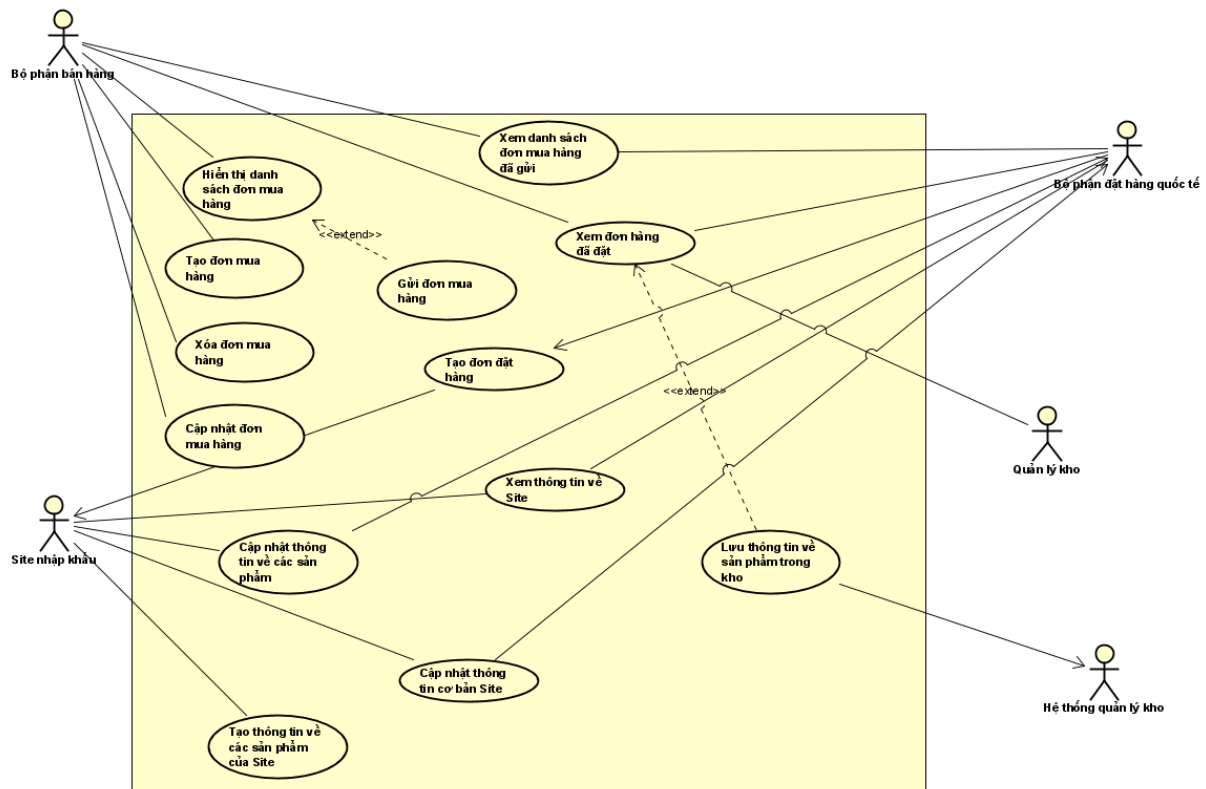 Bộ phận bán hàng
Xem danh sách
đơn mua hàng
đã gửi
Bộ phận đặt hàng quốc tế
Hiển thị danh
sách đơn mua
hàng
<<extend>>
Xem đơn hàng
đã đặt
Tạo đơn mua
hàng
Gửi đơn mua
hàng
Xóa đơn mua
hàng
Tạo đơn đặt
hàng
<<extend>>
Cập nhật đơn
mua hàng
Quản lý kho
Xem thông tin về
Site
Site nhập khẩu
Cập nhật thông
tin về các sản
phẩm
Lưu thông tin về
sản phẩm trong
kho
Cập nhật thông
tin cơ bản Site
Hệ thống quản lý kho
Tạo thông tin về
các sản phẩm
của Site